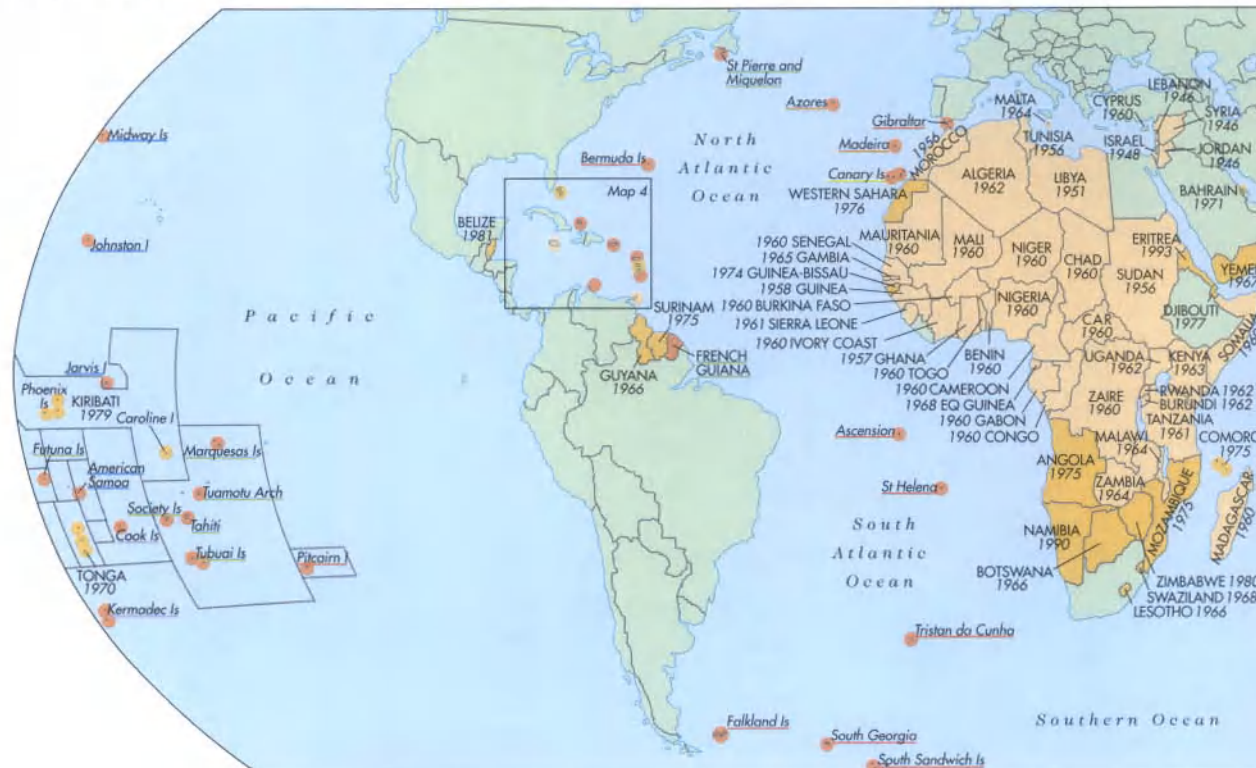 St Pierre and
Miquelon
Azores
Gibraltar
MALTA
1964
CYPRUS
1960
LEBANON
1946
SYRIA
1946
Midway Is
North
Atlantic
Ocean
Madeira
1956
MOROCCO
TUNISIA
1956
ISRAEL
1948
JORDAN
1946
Bermuda Is
Canary Is
ALGERIA
1962
LIBYA
1951
BAHRAIN
1971
Map 4
WESTERN SAHARA
1976
BELIZE
1981
Johnston I
MAURITANIA
1960
MALI
1960
NIGER
1960
CHAD
1960
SUDAN
1956
ERITREA
1993
YEMEN
1967
1960 SENEGAL
1965 GAMBIA
1974 GUINEA-BISSAU
1958 GUINEA
1960 BURKINA FASO
1961 SIERRA LEONE
1960 IVORY COAST
1957 GHANA
1960 TOGO
BENIN
1960
NIGERIA
1960
CAR
1960
DJIBOUTI
1977
Pacific
Ocean
SURINAM
1975
FRENCH
GUIANA
GUYANA
1966
1960 CAMEROON
1968 EQ GUINEA
1960 GABON
1960 CONGO
UGANDA
1962
KENYA
1963
ZAIRE
1960
RWANDA 1962
BURUNDI 1962
TANZANIA
1961
Jarvis I
Phoenix
Is
KIRIBATI
1979
Caroline I
Marquesas Is
Futuna Is
American
Samoa
Tuamotu Arch
Society Is
Tahiti
Cook Is
Tubuai Is
Pitcairn I
TONGA
1970
Kermadec Is
Ascension
St Helena
MALAWI
1964
COMOROS
1975
ANGOLA
1975
ZAMBIA
1964
MOZAMBIQUE
1975
MADAGASCAR
South
Atlantic
Ocean
NAMIBIA
1990
BOTSWANA
1966
ZIMBABWE 1980
SWAZILAND 1968
LESOTHO 1966
Tristan da Cunha
Falkland Is
South Georgia
South Sandwich Is
Southern Ocean